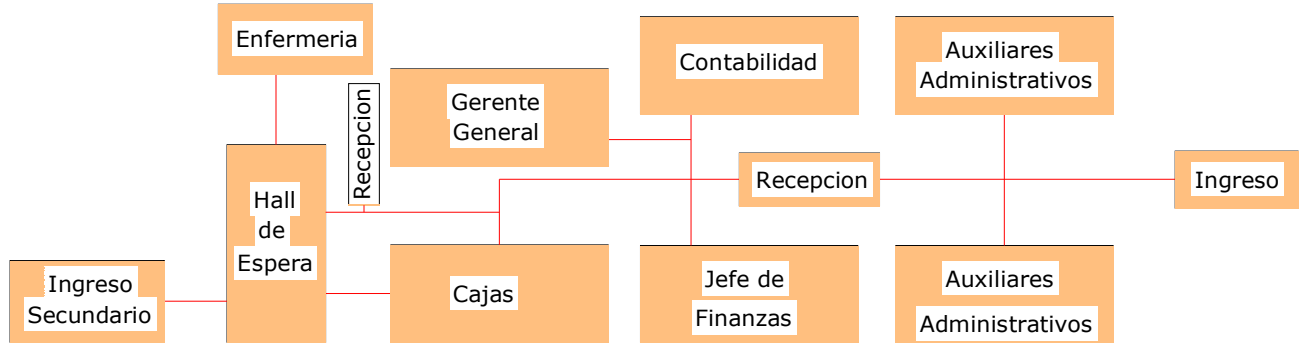 Enfermeria
Contabilidad
Auxiliares
Administrativos
Gerente
General
Recepcion
Recepcion
Ingreso
Hall
de
Espera
Ingreso
Secundario
Cajas
Jefe de
Finanzas
Auxiliares
Administrativos